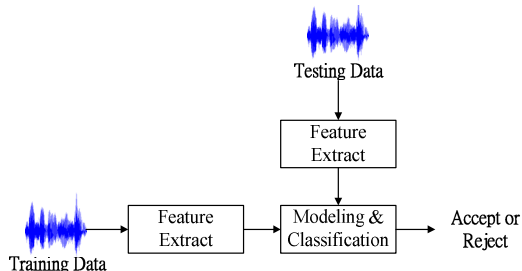 Testing Data
Feature
Extract
Training Data
Feature
Extract
Modeling &
Classification
Accept or
Reject